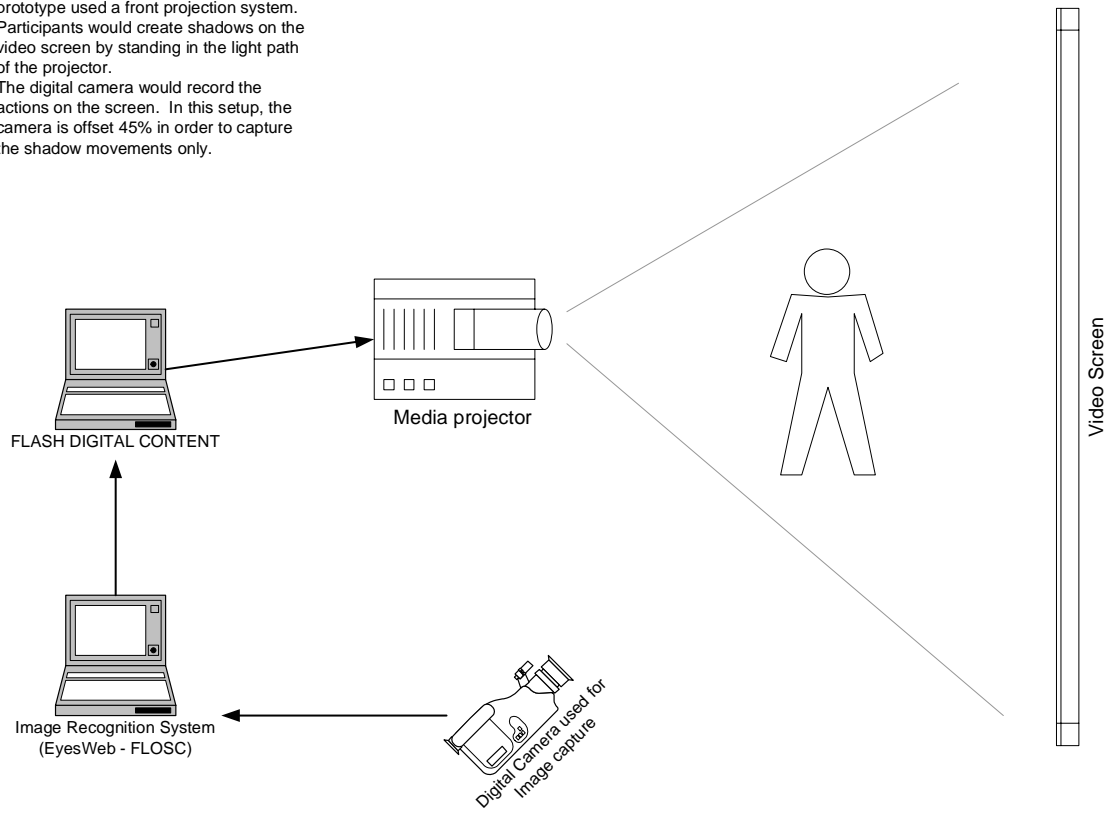 prototype used a front projection system.
Participants would create shadows on the
video screen by standing in the light path
of the projector.
The digital camera would record the
actions on the screen.  In this setup, the
camera is offset 45% in order to capture
the shadow movements only.
Media projector
FLASH DIGITAL CONTENT
Video Screen
Image Recognition System
(EyesWeb - FLOSC)
Digital Camera used for
Image capture